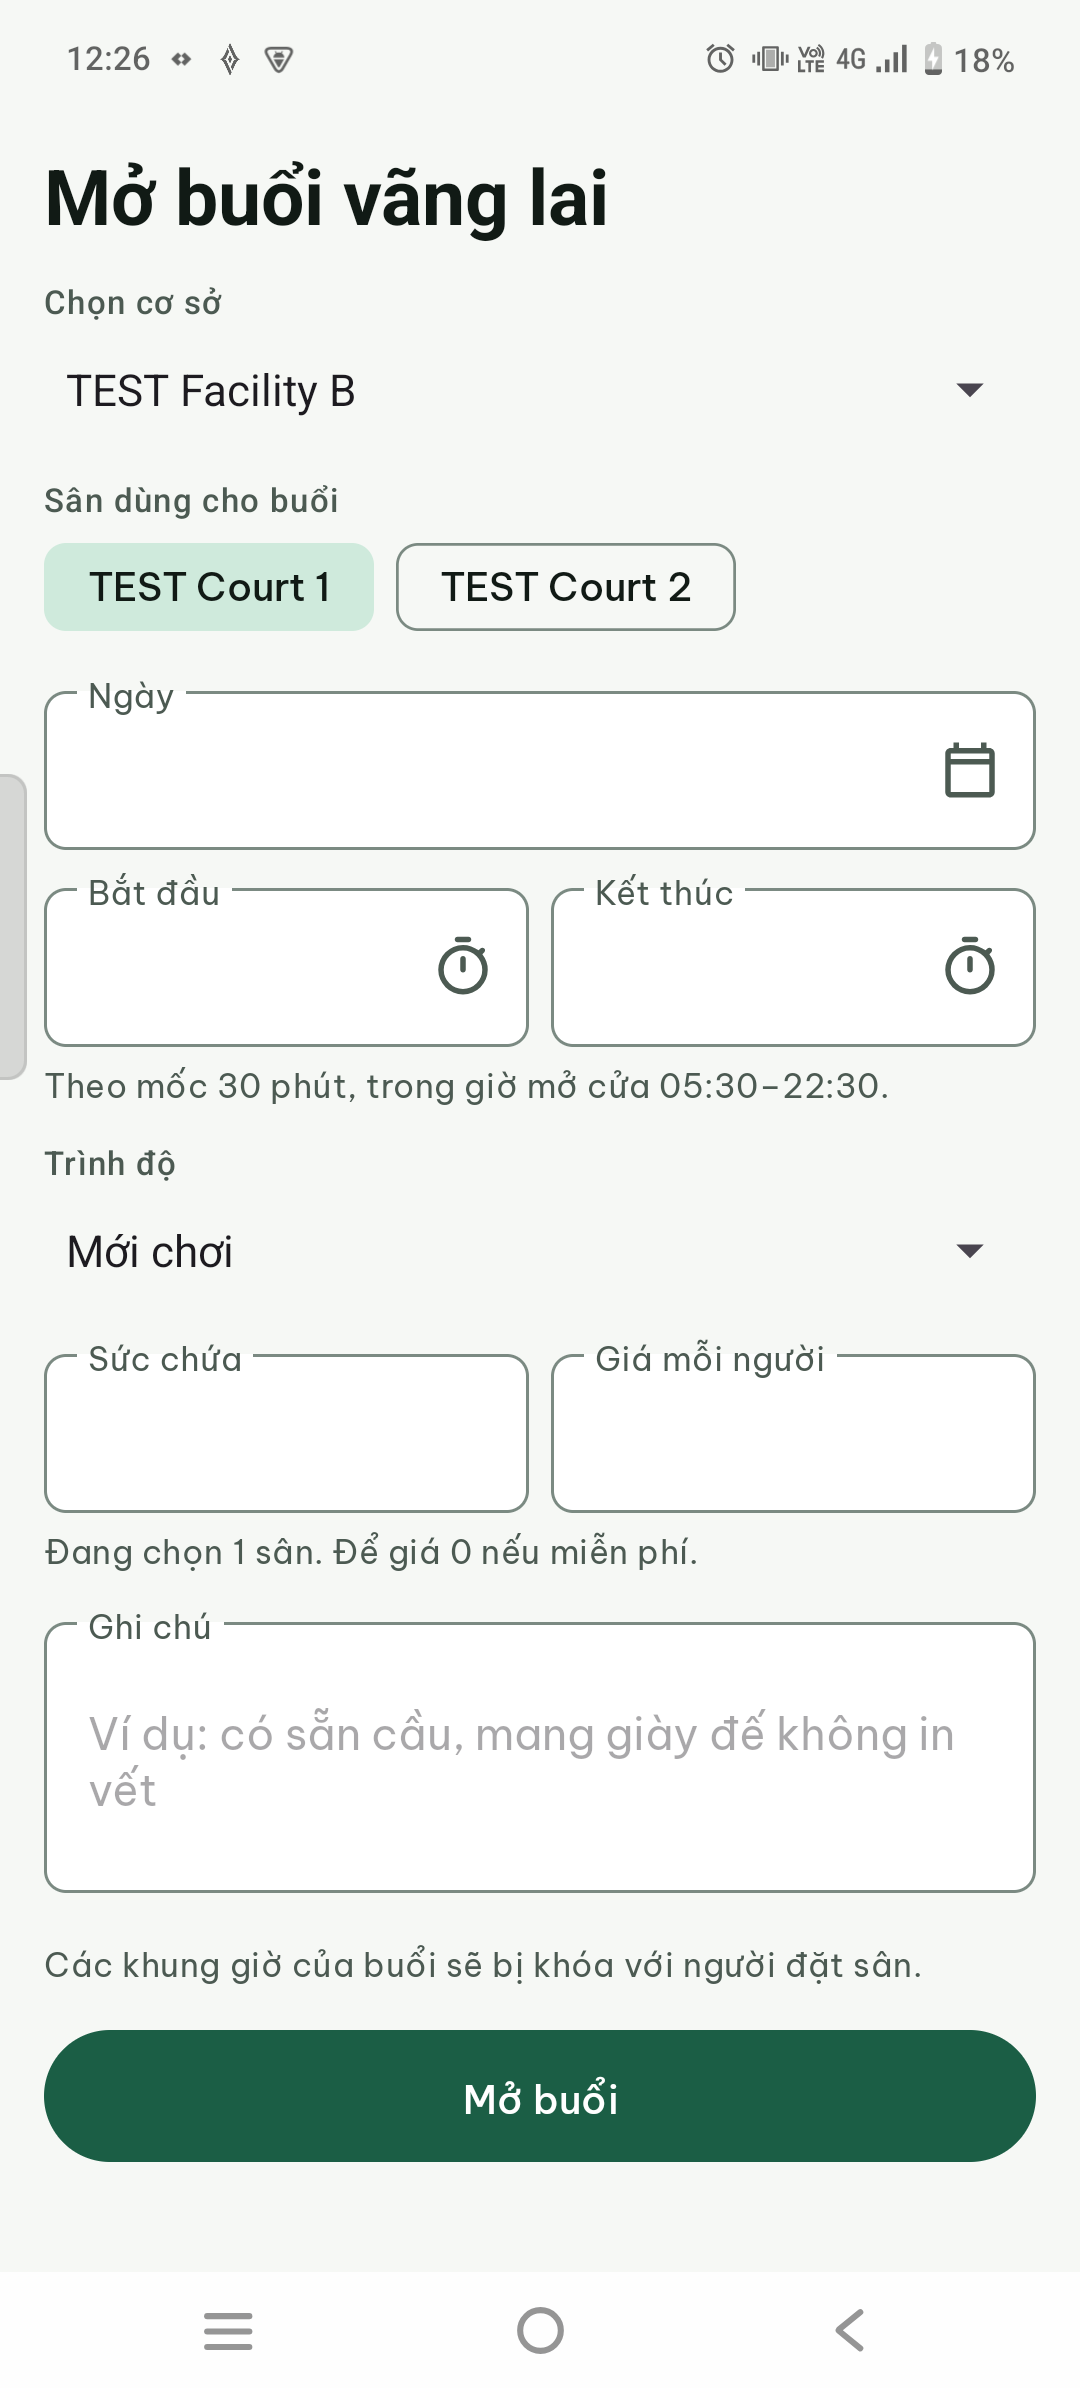 12:26
VoLTE 4G 18%
Mở buổi vãng lai
Chọn cơ sở
TEST Facility B
Sân dùng cho buổi
TEST Court 1 TEST Court 2
Ngày
Bắt đầu Kết thúc
Theo mốc 30 phút, trong giờ mở cửa 05:30–22:30.
Trình độ
Mới chơi
Sức chứa Giá mỗi người
Đang chọn 1 sân. Để giá 0 nếu miễn phí.
Ghi chú
Ví dụ: có sẵn cầu, mang giày đế không in
vết
Các khung giờ của buổi sẽ bị khóa với người đặt sân.
Mở buổi